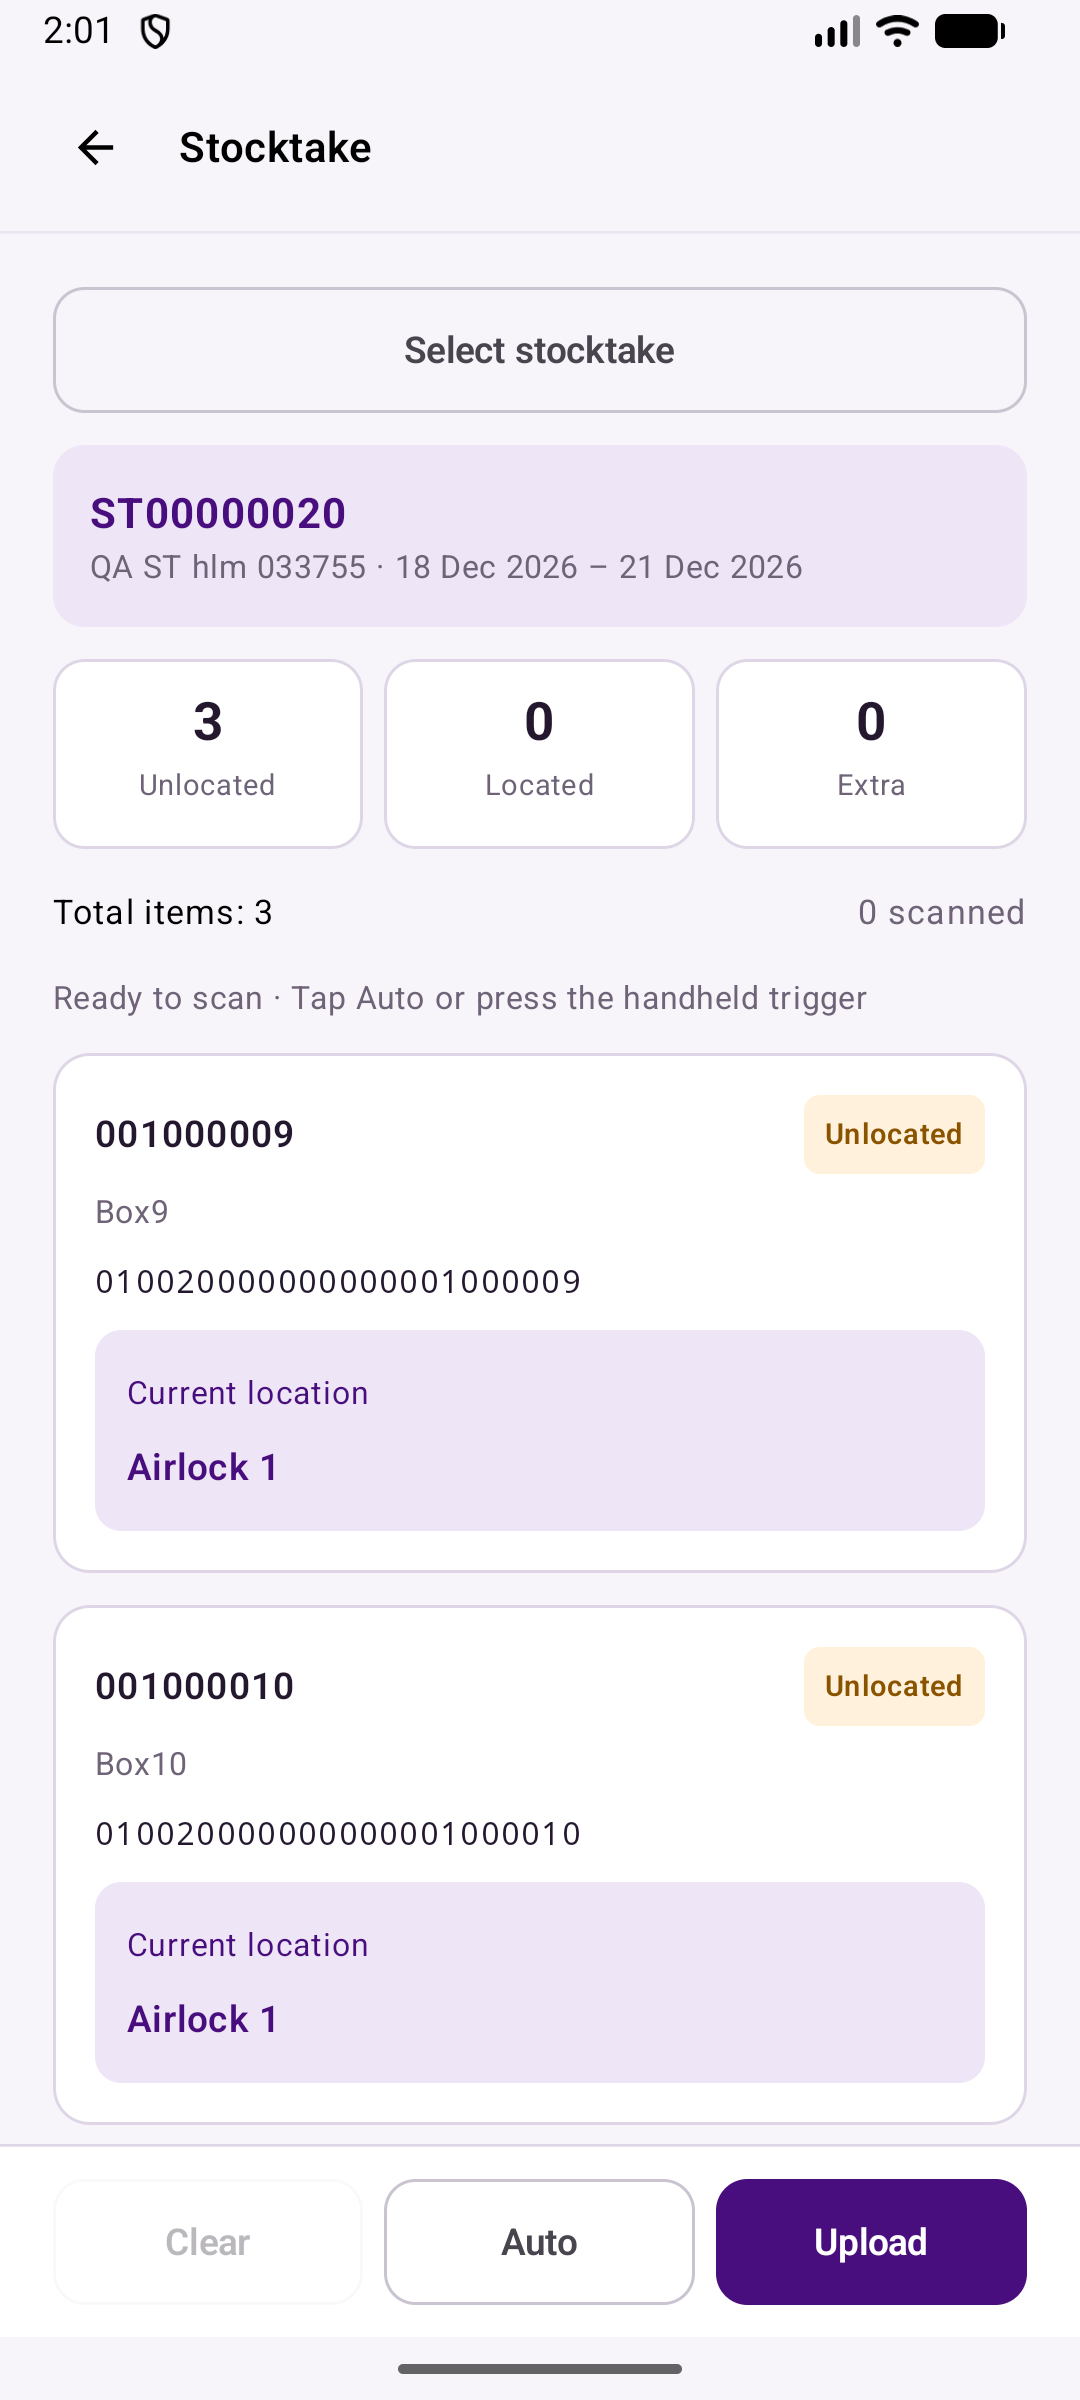 2:01
Stocktake
Select stocktake
ST00000020
QA ST hlm 033755 · 18 Dec 2026 – 21 Dec 2026
3
Unlocated
0
Located
0
Extra
Total items: 3
0 scanned
Ready to scan · Tap Auto or press the handheld trigger
001000009
Unlocated
Box9
010020000000000001000009
Current location
Airlock 1
001000010
Unlocated
Box10
010020000000000001000010
Current location
Airlock 1
Clear
Auto
Upload